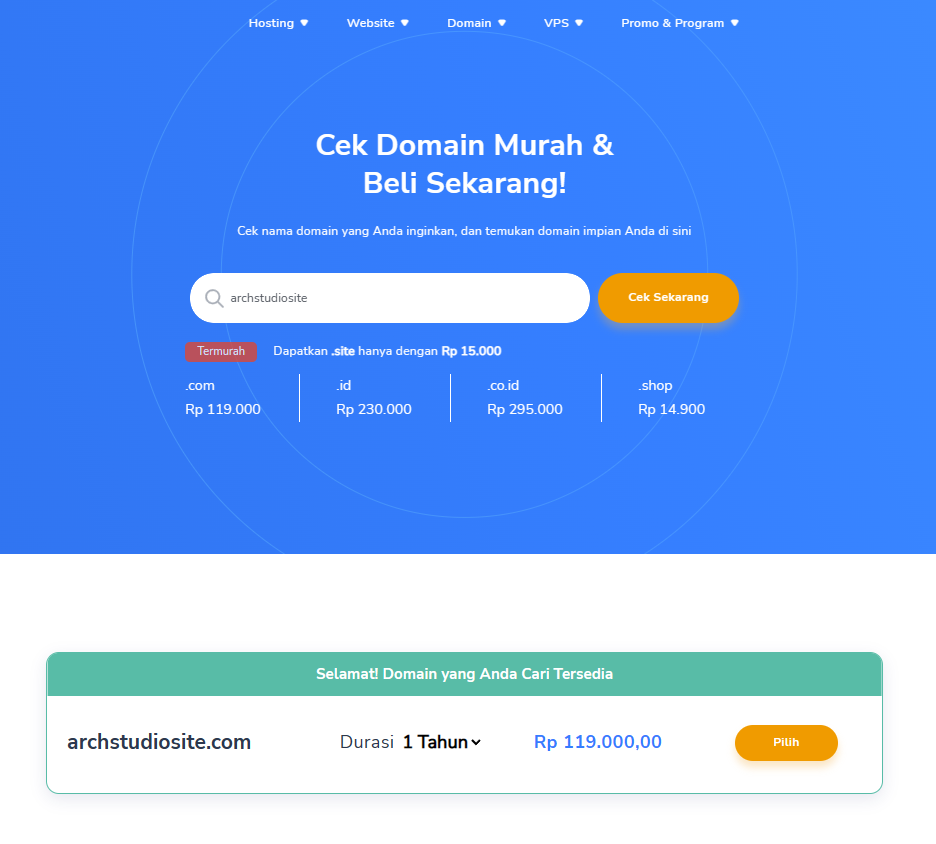 Hosting Website Domain VPS Promo & Program
Cek Domain Murah &
Beli Sekarang!
Cek nama domain yang Anda inginkan, dan temukan domain impian Anda di sini
archstudiosite Cek Sekarang
Termurah Dapatkan .site hanya dengan Rp 15.000
.com .id .co.id .shop
Rp 119.000 Rp 230.000 Rp 295.000 Rp 14.900
Selamat! Domain yang Anda Cari Tersedia
archstudiosite.com Durasi 1 Tahun Rp 119.000,00 Pilih